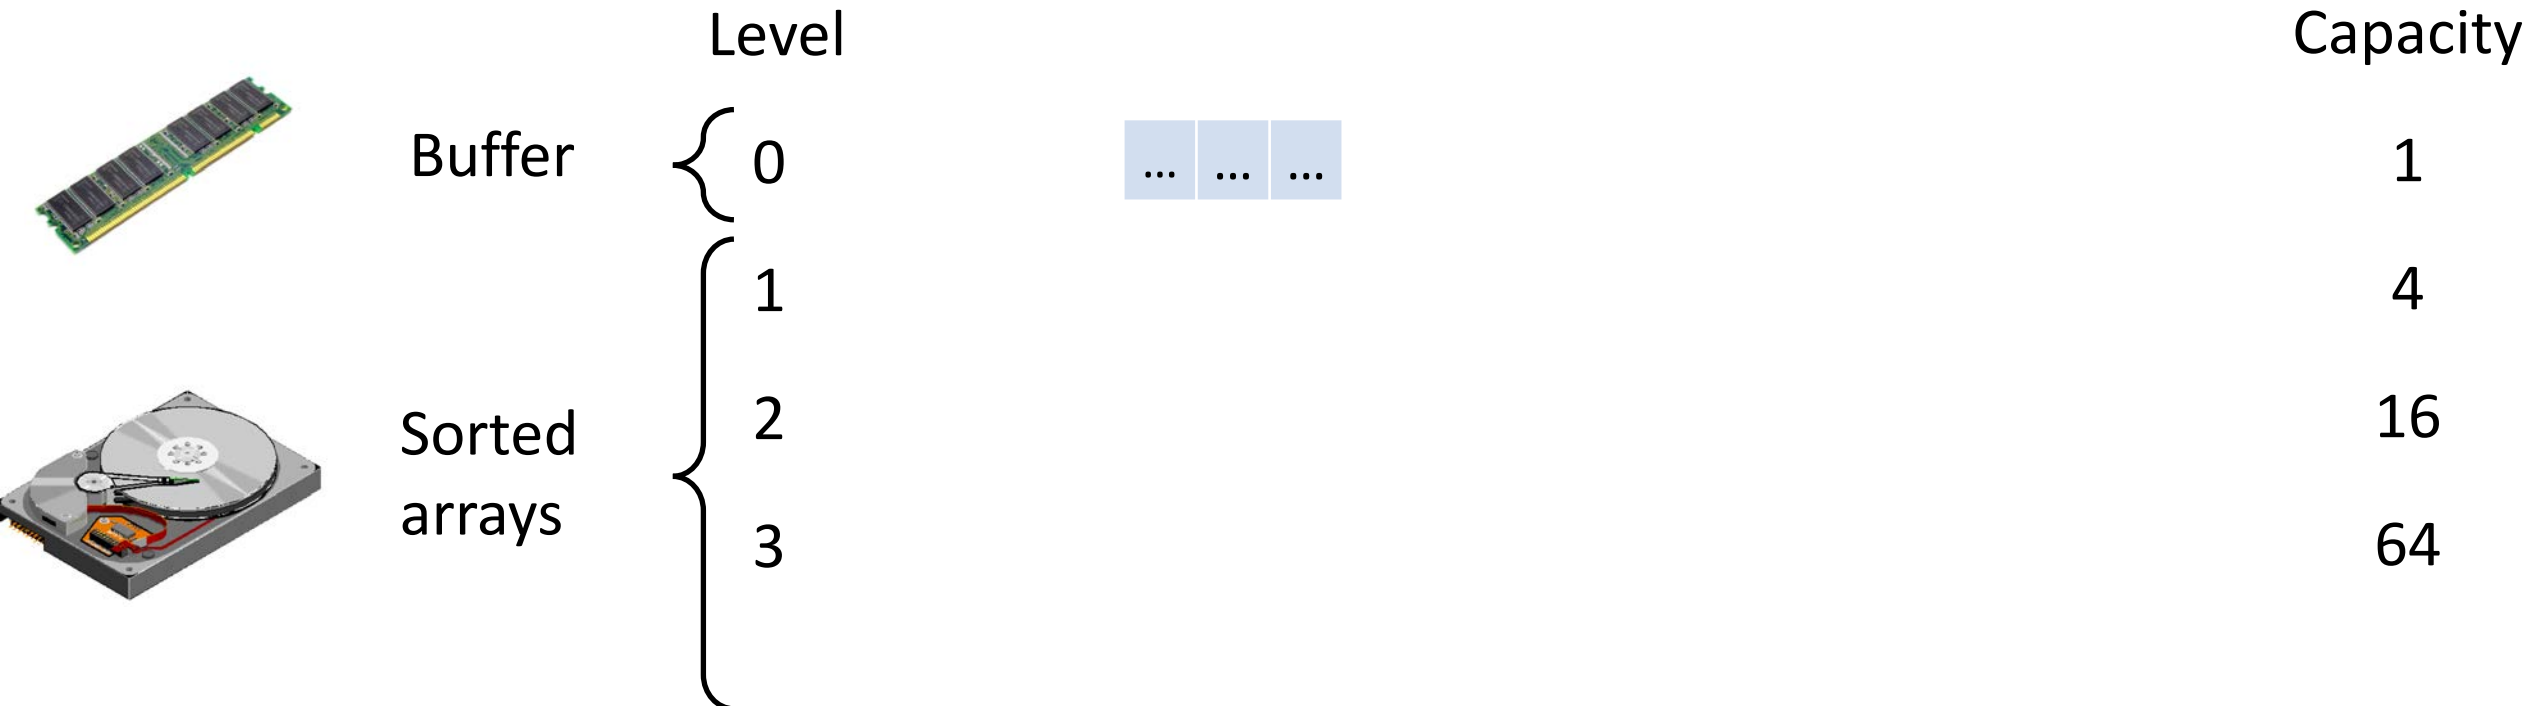 Level Capacity
Buffer 0 ... ... ... 1
1 4
2 16
Sorted
arrays
3 64